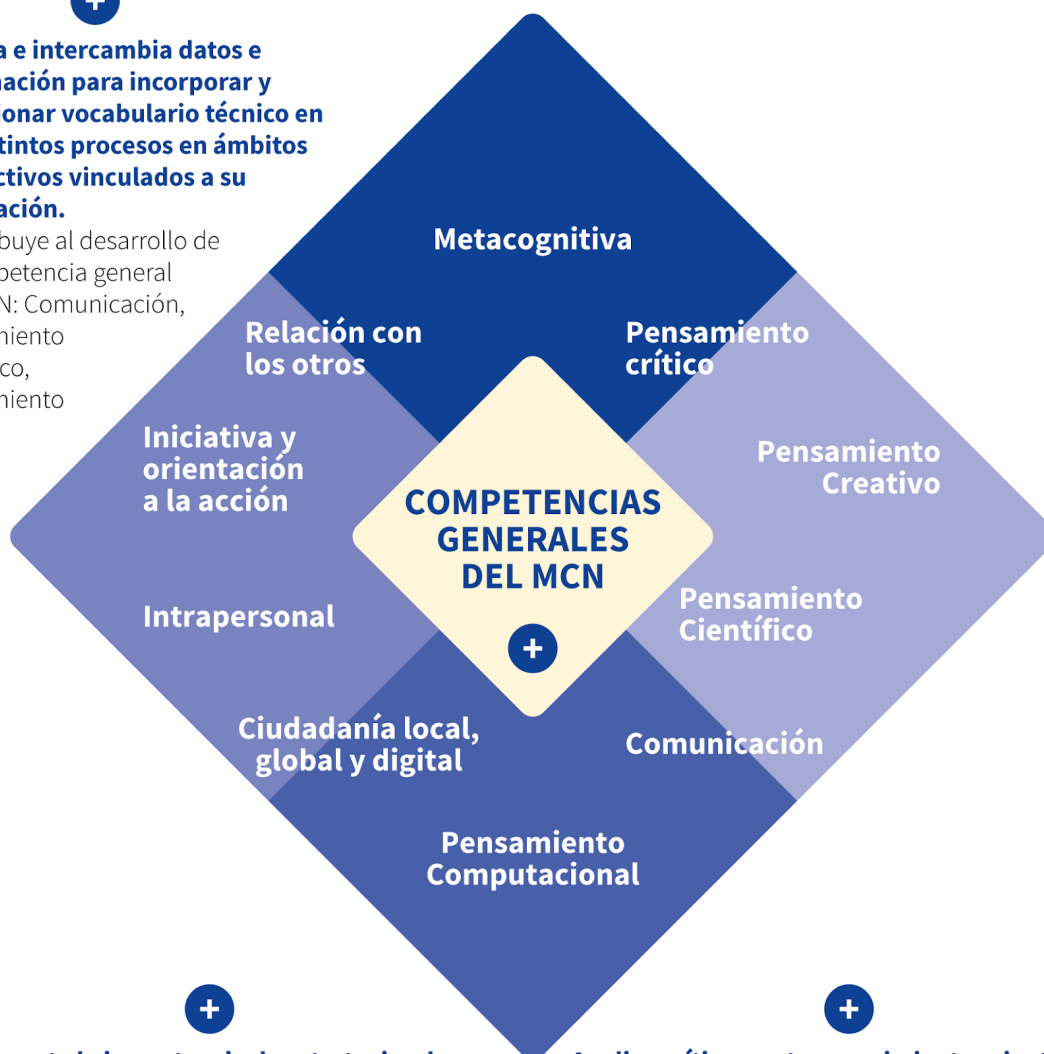 +
a e intercambia datos e
nación para incorporar y
ionar vocabulario técnico en
tintos procesos en ámbitos
ctivos vinculados a su
ación.
buye al desarrollo de
petencia general
N: Comunicación,
niento
co,
niento
Metacognitiva
Relación con
los otros
Pensamiento
crítico
Iniciativa y
orientación
a la acción
Pensamiento
Creativo
COMPETENCIAS
GENERALES
DEL MCN
+
Pensamiento
Científico
Intrapersonal
Ciudadanía local,
global y digital
Comunicación
Pensamiento
Computacional
+
+